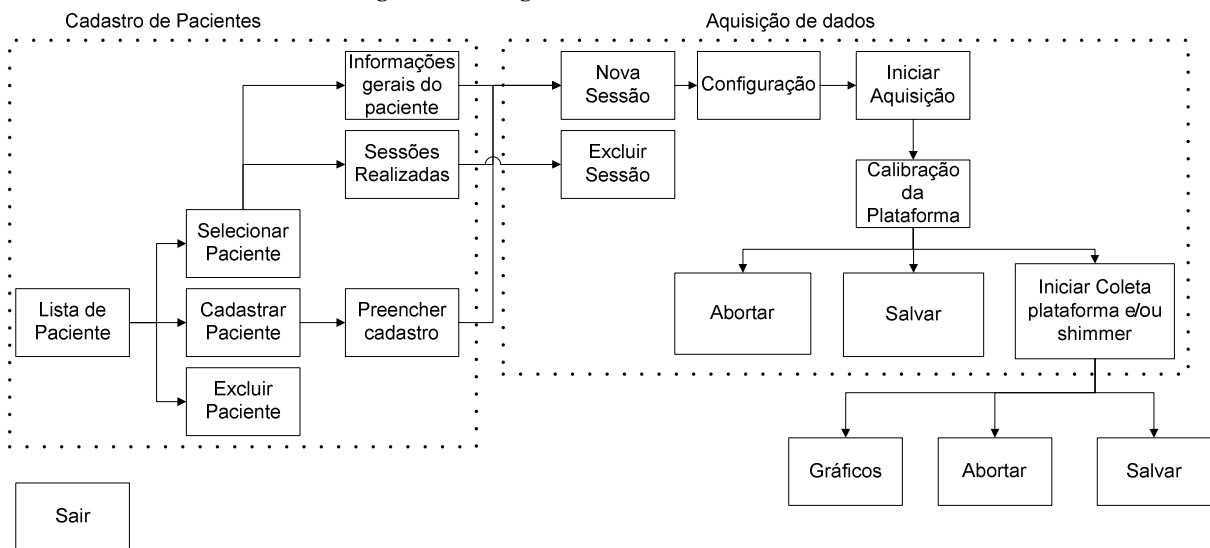 Cadastro de Pacientes
Aquisição de dados
Informações
gerais do
paciente
Nova
Sessão
Configuração
Iniciar
Aquisição
Sessões
Realizadas
Excluir
Sessão
Calibração
da
Plataforma
Selecionar
Paciente
Lista de
Paciente
Cadastrar
Paciente
Preencher
cadastro
Abortar
Salvar
Iniciar Coleta
plataforma e/ou
shimmer
Excluir
Paciente
Gráficos
Abortar
Salvar
Sair